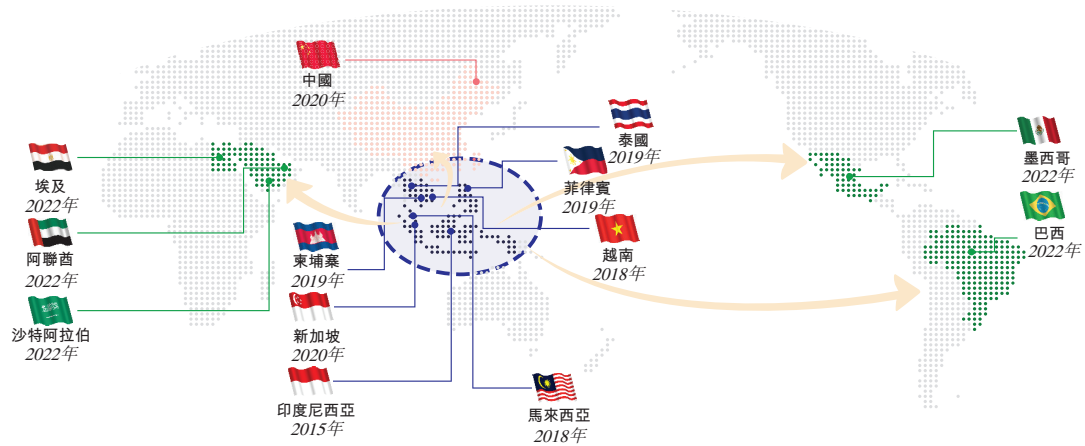 中國
2020年
泰國
2019年
菲律賓
2019年
越南
2018年
埃及
2022年
阿聯酋
2022年
沙特阿拉伯
2022年
柬埔寨
2019年
新加坡
2020年
印度尼西亞
2015年
馬來西亞
2018年
墨西哥
2022年
巴西
2022年